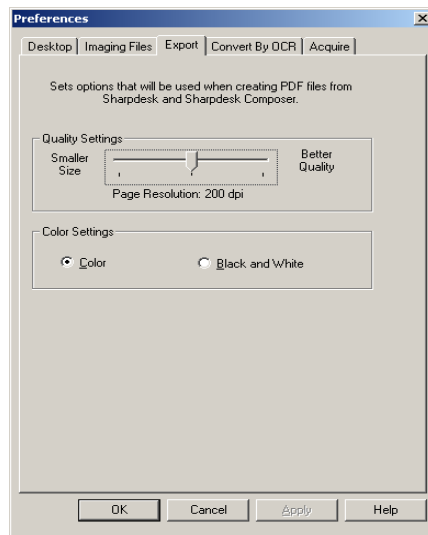 Preferences
Desktop Imaging Files Export Convert By OCR Acquire
Sets options that will be used when creating PDF files from
Sharpdesk and Sharpdesk Composer.
Quality Settings
Smaller
Size
Better
Quality
Page Resolution: 200 dpi
Color Settings
Color Black and White
OK Cancel Apply Help